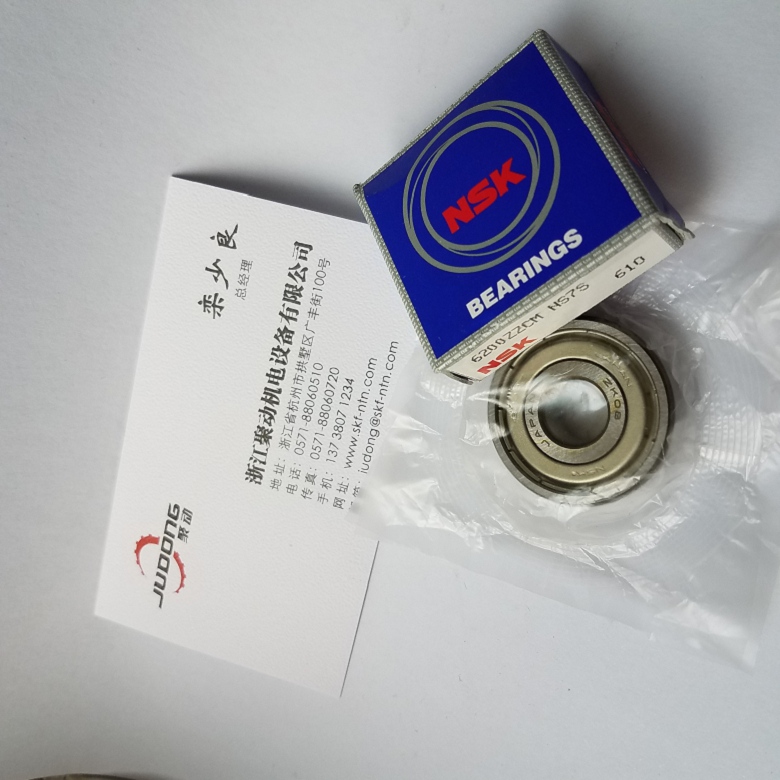 栾少良
总经理
浙江聚动机电设备有限公司
地址: 浙江省杭州市拱墅区广丰街100号
电话: 0571-88060510
传真: 0571-88060720
手机: 137 3807 1234
网址: www.skf-ntn.com
judong@skf-ntn.com
JUDONG
聚动
NSK
BEARINGS
6200ZZCM NS7S 610
NSK
JAPAN